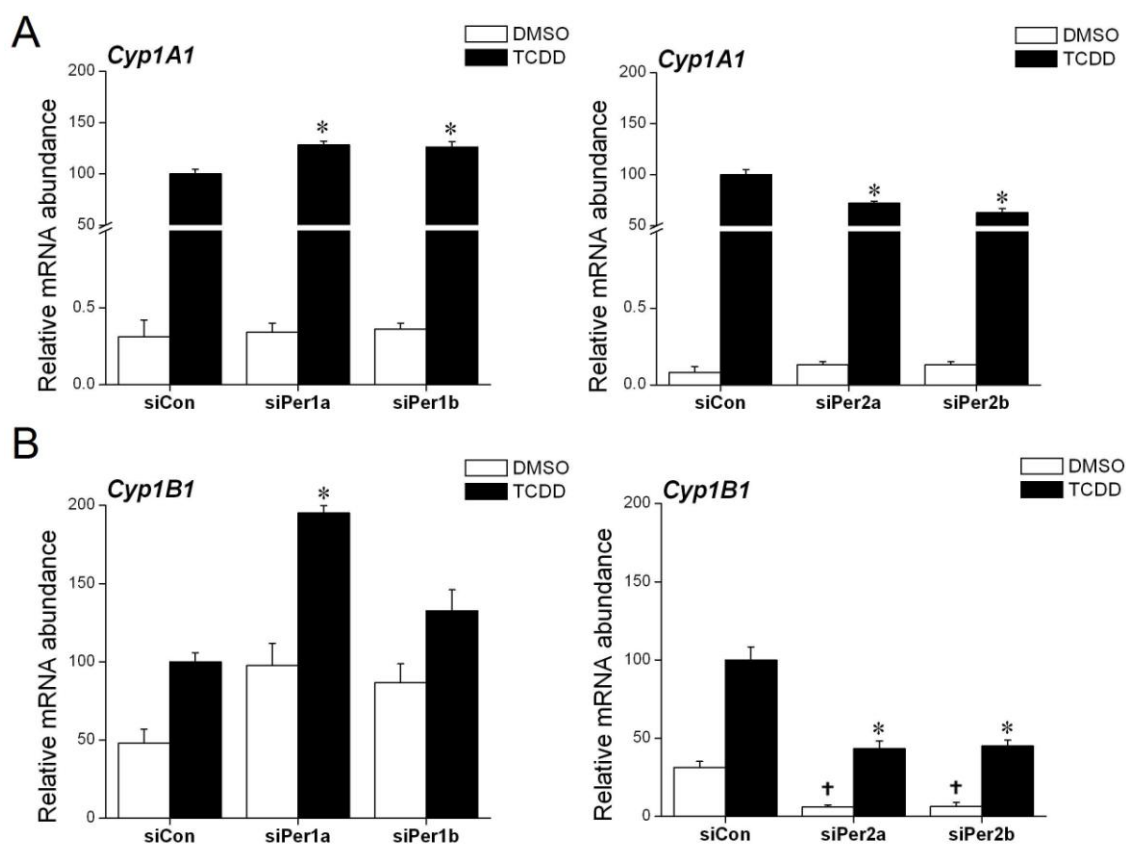 A
Cyp1A1
DMSO
TCDD
Relative mRNA abundance
200
150
100
50
0.5
0.0
*
*
siCon
siPer1a
siPer1b
Cyp1A1
DMSO
TCDD
Relative mRNA abundance
200
150
100
50
0.5
0.0
*
*
siCon
siPer2a
siPer2b
B
Cyp1B1
DMSO
TCDD
Relative mRNA abundance
200
150
100
50
0
*
siCon
siPer1a
siPer1b
Cyp1B1
DMSO
TCDD
Relative mRNA abundance
200
150
100
50
0
*
*
✝
✝
siCon
siPer2a
siPer2b